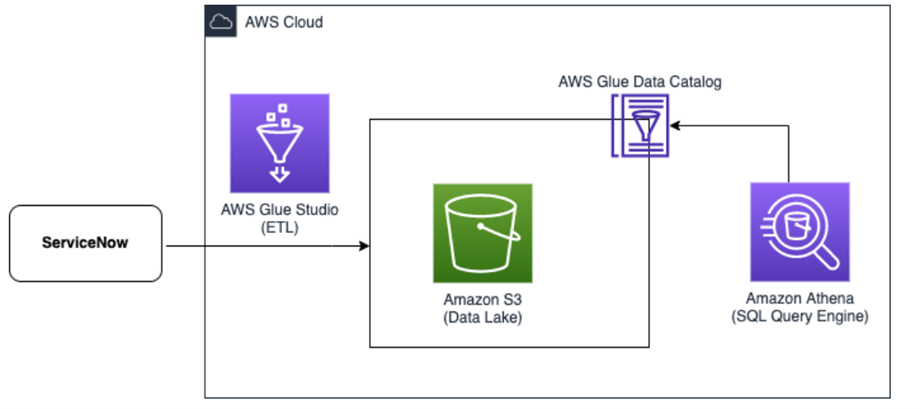 AWS Cloud
AWS Glue Data Catalog
AWS Glue Studio
(ETL)
ServiceNow
Amazon S3
(Data Lake)
Amazon Athena
(SQL Query Engine)